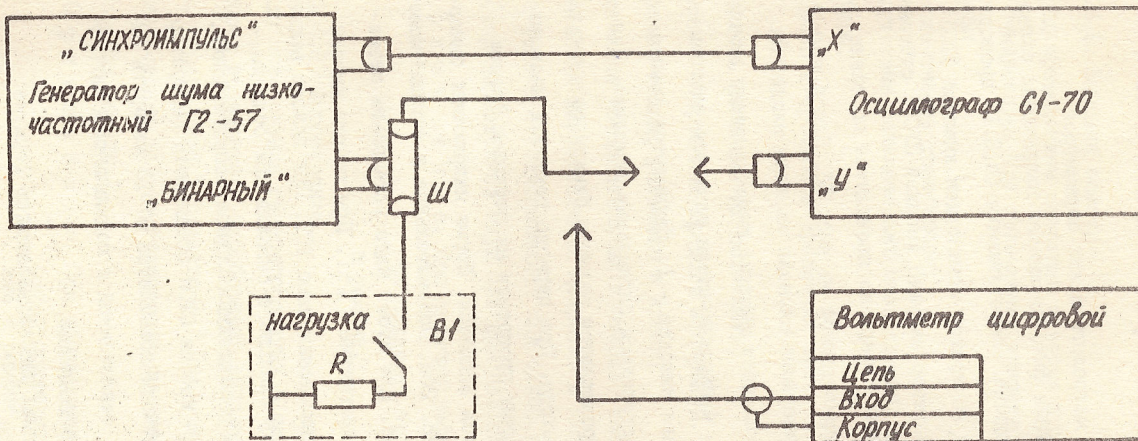 „СИНХРОИМПУЛЬС“
Генератор шума низко-
частотный Г2-57
„БИНАРНЫЙ“
Ш
„X“
Осциллограф С1-70
„У“
нагрузка
В1
R
Вольтметр цифровой
Цепь
Вход
Корпус